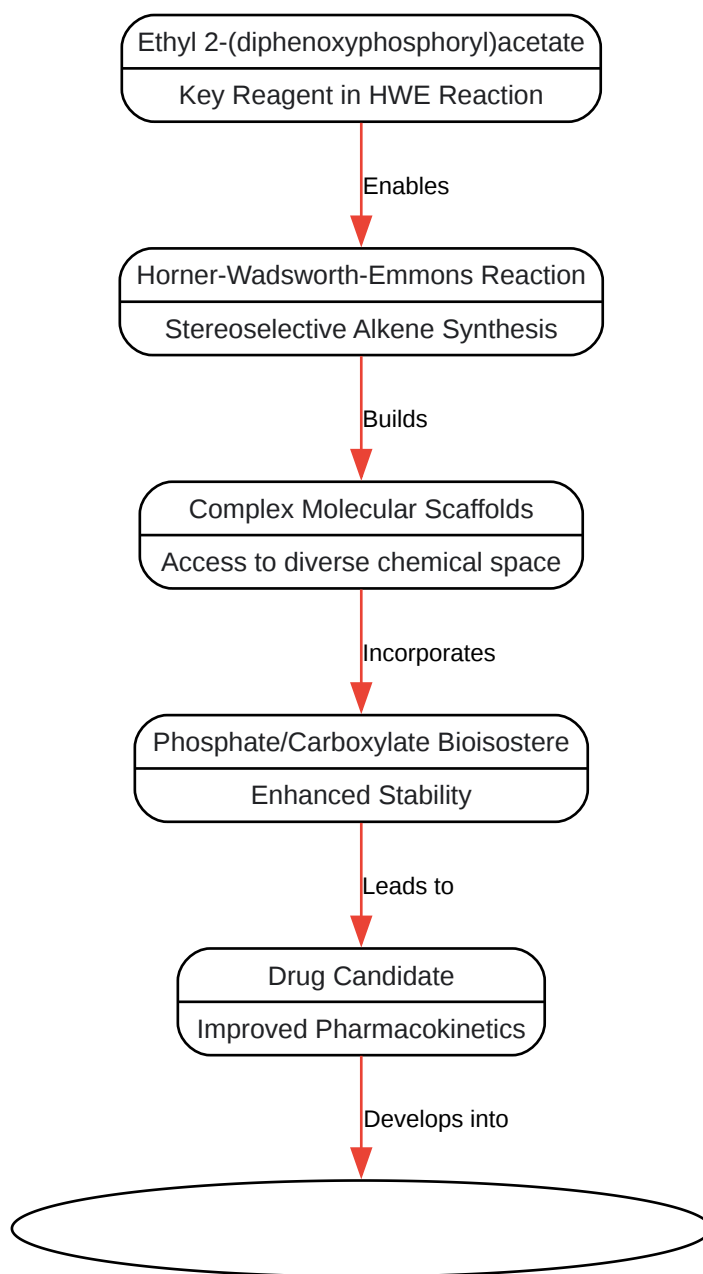 Ethyl 2-(diphenoxyphosphoryl)acetate
Key Reagent in HWE Reaction
Enables
Horner-Wadsworth-Emmons Reaction
Stereoselective Alkene Synthesis
Builds
Complex Molecular Scaffolds
Access to diverse chemical space
Incorporates
Phosphate/Carboxylate Bioisostere
Enhanced Stability
Leads to
Drug Candidate
Improved Pharmacokinetics
Develops into